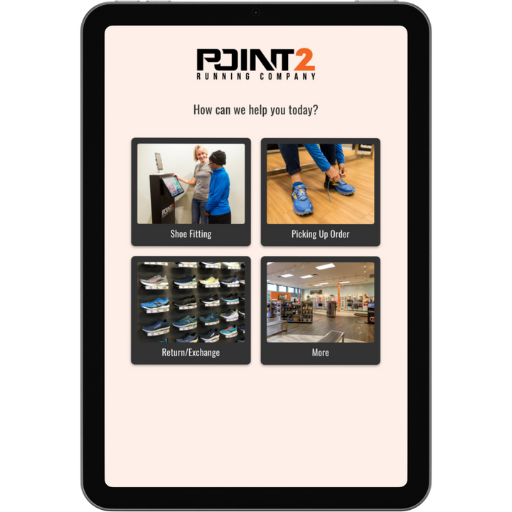 POINT2
RUNNING COMPANY
How can we help you today?
Shoe Fitting
Picking Up Order
Return/Exchange
More